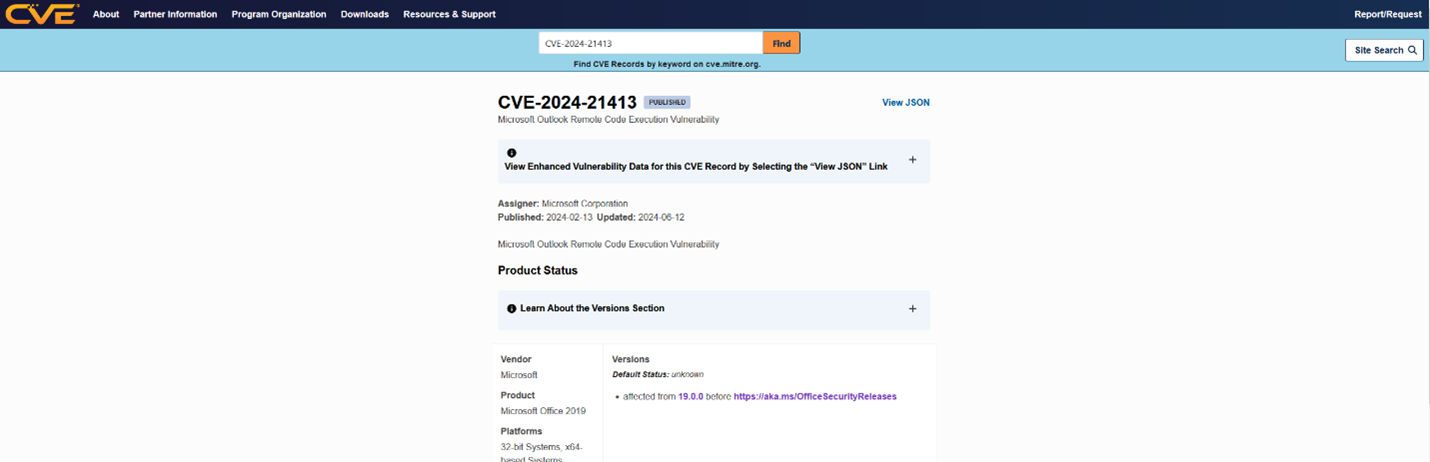 CVE
About
Partner Information
Program Organization
Downloads
Resources & Support
Report/Request
CVE-2024-21413
Find
Find CVE Records by keyword on cve.mitre.org.
Site Search
CVE-2024-21413 PUBLISHED
View JSON
Microsoft Outlook Remote Code Execution Vulnerability
View Enhanced Vulnerability Data for this CVE Record by Selecting the “View JSON” Link
+
Assigner: Microsoft Corporation
Published: 2024-02-13 Updated: 2024-06-12
Microsoft Outlook Remote Code Execution Vulnerability
Product Status
Learn About the Versions Section
+
Vendor
Microsoft
Product
Microsoft Office 2019
Platforms
32-bit Systems, x64-
based Systems
Versions
Default Status: unknown
• affected from 19.0.0 before https://aka.ms/OfficeSecurityReleases